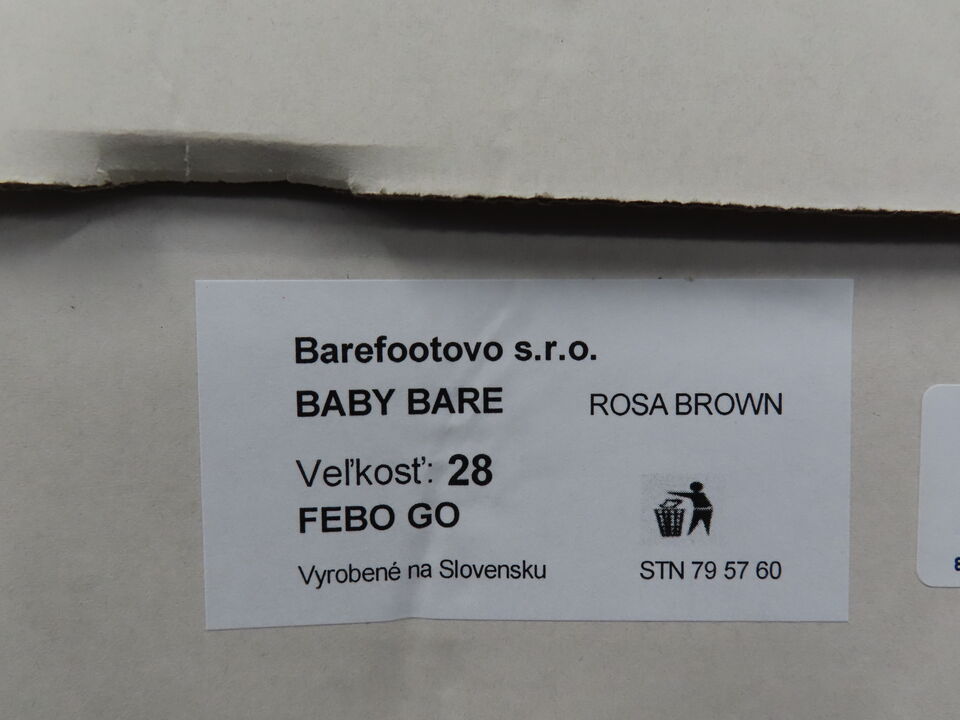 Barefootovo s.r.o.
BABY BARE ROSA BROWN
Veľkosť: 28
FEBO GO
Vyrobené na Slovensku STN 79 57 60